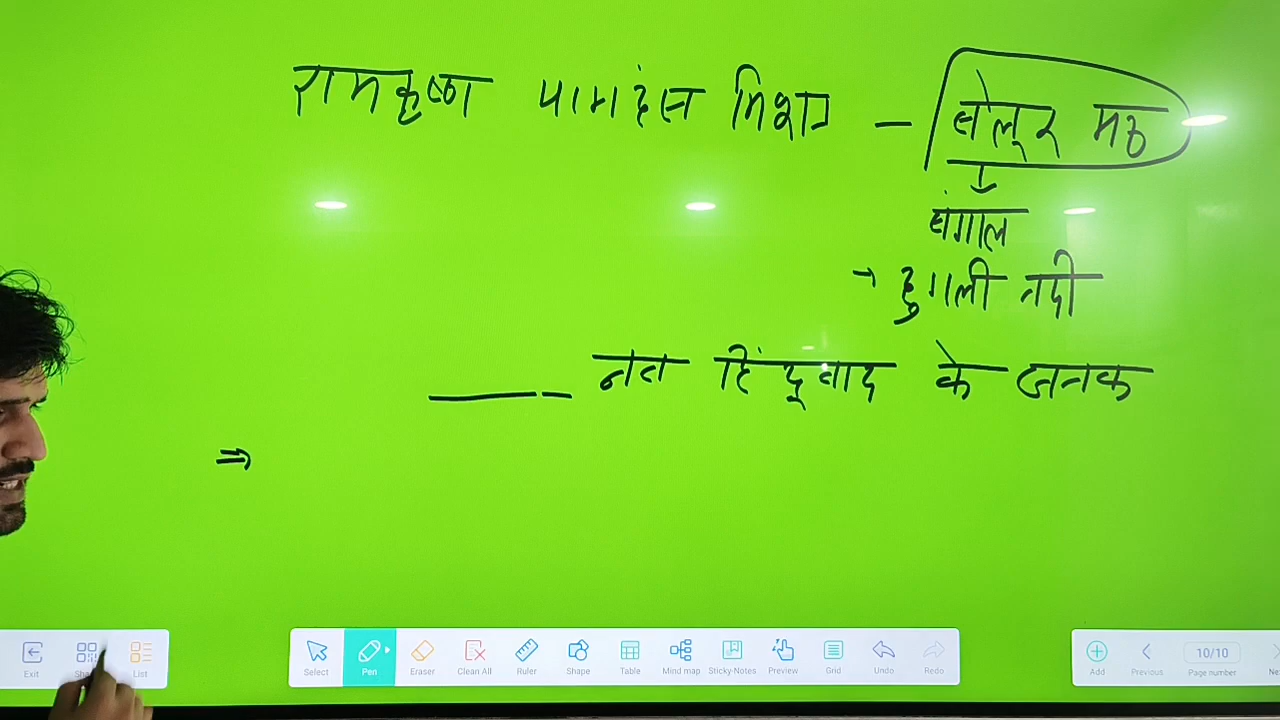 रामकृष्ण परमहंस मिशन – बेलूर मठ
↓
बंगाल
→ हुगली नदी
____- नव हिंदूवाद के जनक
⇒
Exit
List
Select
Pen
Eraser
Clean All
Ruler
Shape
Table
Mind map
Sticky-Notes
Preview
Grid
Undo
Redo
Add
Previous
10/10
Page number